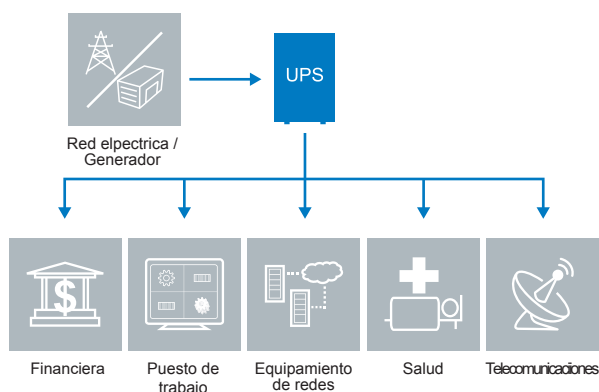 UPS
Red elpectrica /
Generador
$
Financiera
Puesto de
trabajo
Equipamiento
de redes
Salud
Telecomunicaciones